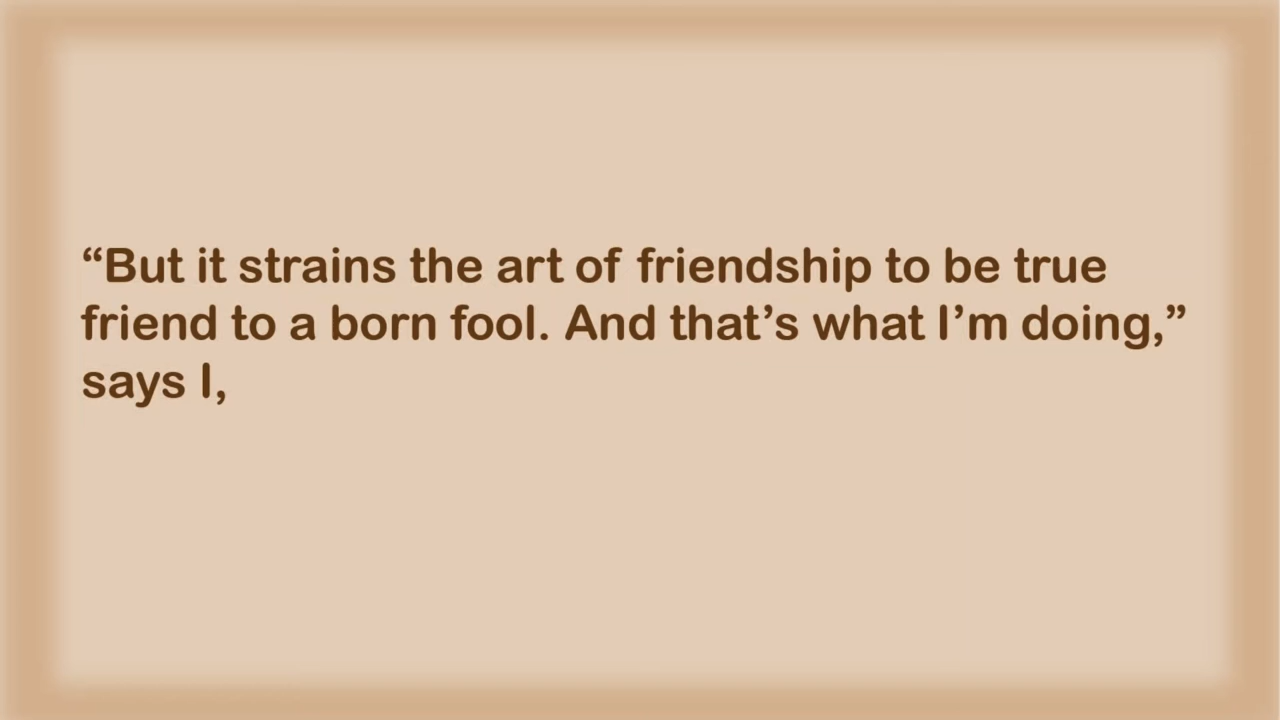 “But it strains the art of friendship to be true
friend to a born fool. And that’s what I’m doing,”
says I,